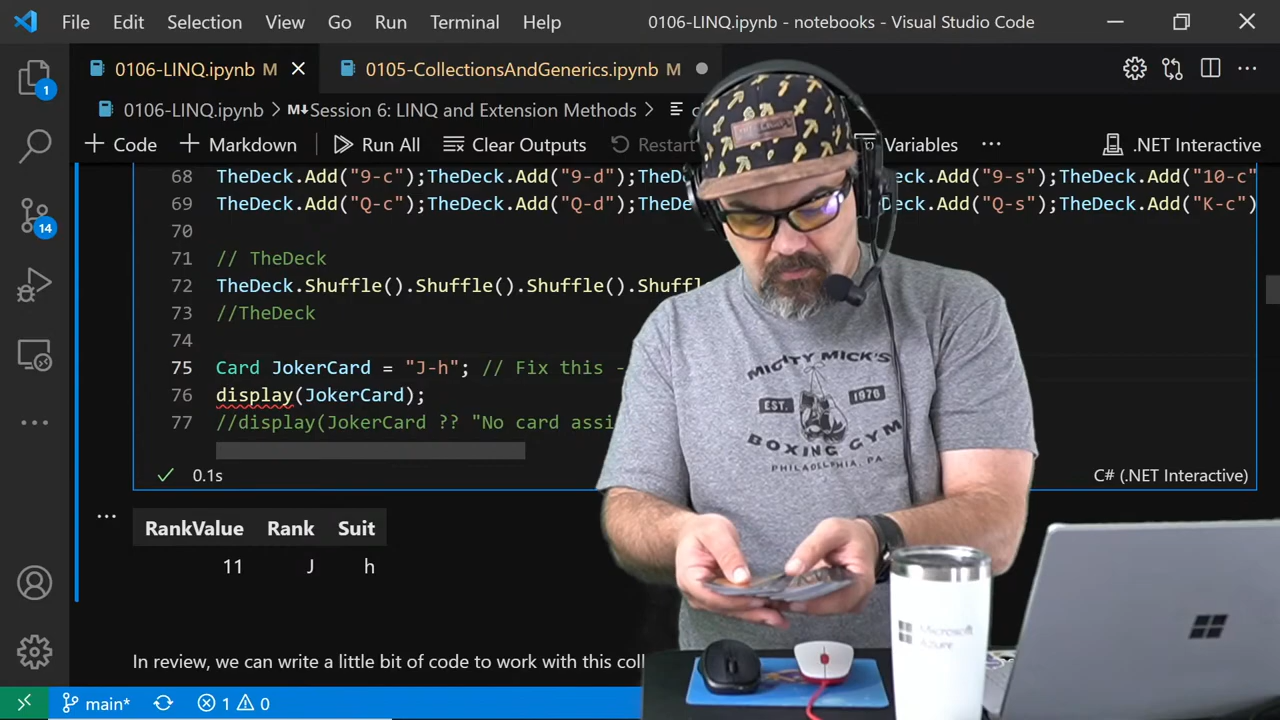 File Edit Selection View Go Run Terminal Help 0106-LINQ.ipynb - notebooks - Visual Studio Code
0106-LINQ.ipynb M 0105-CollectionsAndGenerics.ipynb M
1
0106-LINQ.ipynb > M Session 6: LINQ and Extension Methods >
+ Code + Markdown Run All Clear Outputs Restart Variables ... .NET Interactive
68 TheDeck.Add("9-c");TheDeck.Add("9-d");TheDe eck.Add("9-s");TheDeck.Add("10-c"
69 TheDeck.Add("Q-c");TheDeck.Add("Q-d");TheDe eck.Add("Q-s");TheDeck.Add("K-c")
14
70
71 // TheDeck
72 TheDeck.Shuffle().Shuffle().Shuffle().Shuffle
73 //TheDeck
74
75 Card JokerCard = "J-h"; // Fix this -
76 display(JokerCard);
77 //display(JokerCard ?? "No card assi
0.1s C# (.NET Interactive)
RankValue Rank Suit
11 J h
In review, we can write a little bit of code to work with this coll
main* 1 0
MIGHTY MICK'S
EST. 1976
BOXING GYM
PHILADELPHIA, PA
Microsoft
Azure